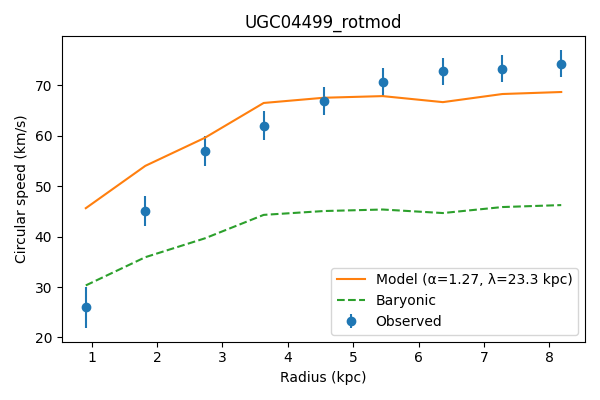 UGC04499_rotmod
Circular speed (km/s)
70
60
50
40
30
20
Model (α=1.27, λ=23.3 kpc)
Baryonic
Observed
1 2 3 4 5 6 7 8
Radius (kpc)